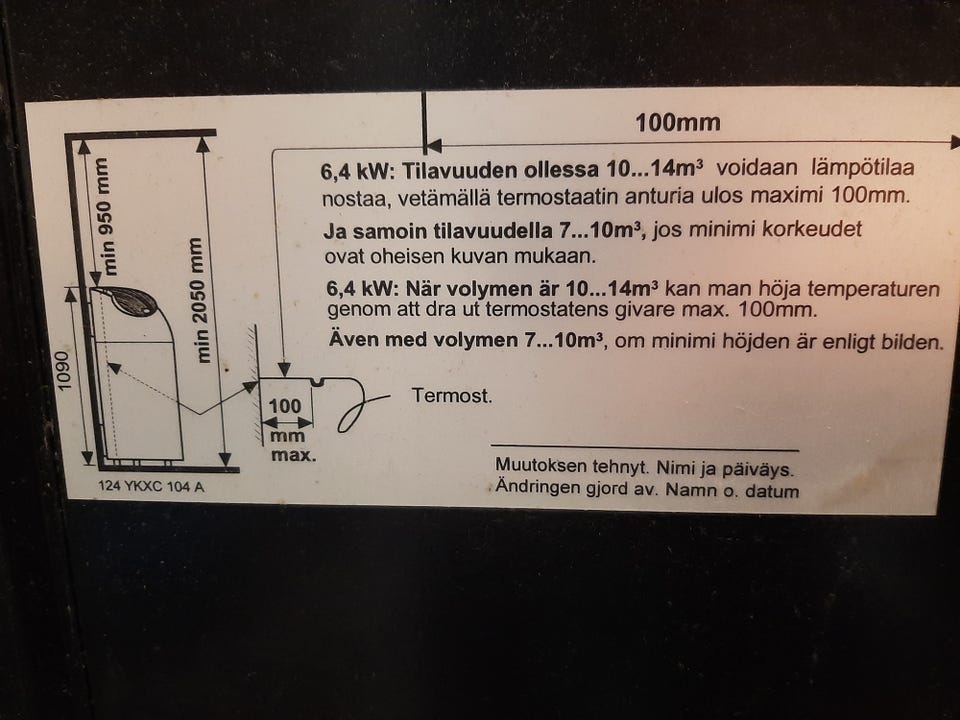 100mm
6,4 kW: Tilavuuden ollessa 10...14m³ voidaan lämpötilaa
nostaa, vetämällä termostaatin anturia ulos maximi 100mm.
Ja samoin tilavuudella 7...10m³, jos minimi korkeudet
ovat oheisen kuvan mukaan.
6,4 kW: När volymen är 10...14m³ kan man höja temperaturen
genom att dra ut termostatens givare max. 100mm.
Även med volymen 7...10m³, om minimi höjden är enligt bilden.
min 950 mm
min 2050 mm
1090
100
mm
max.
Termost.
Muutoksen tehnyt. Nimi ja päiväys.
Ändringen gjord av. Namn o. datum
124 YKXC 104 A